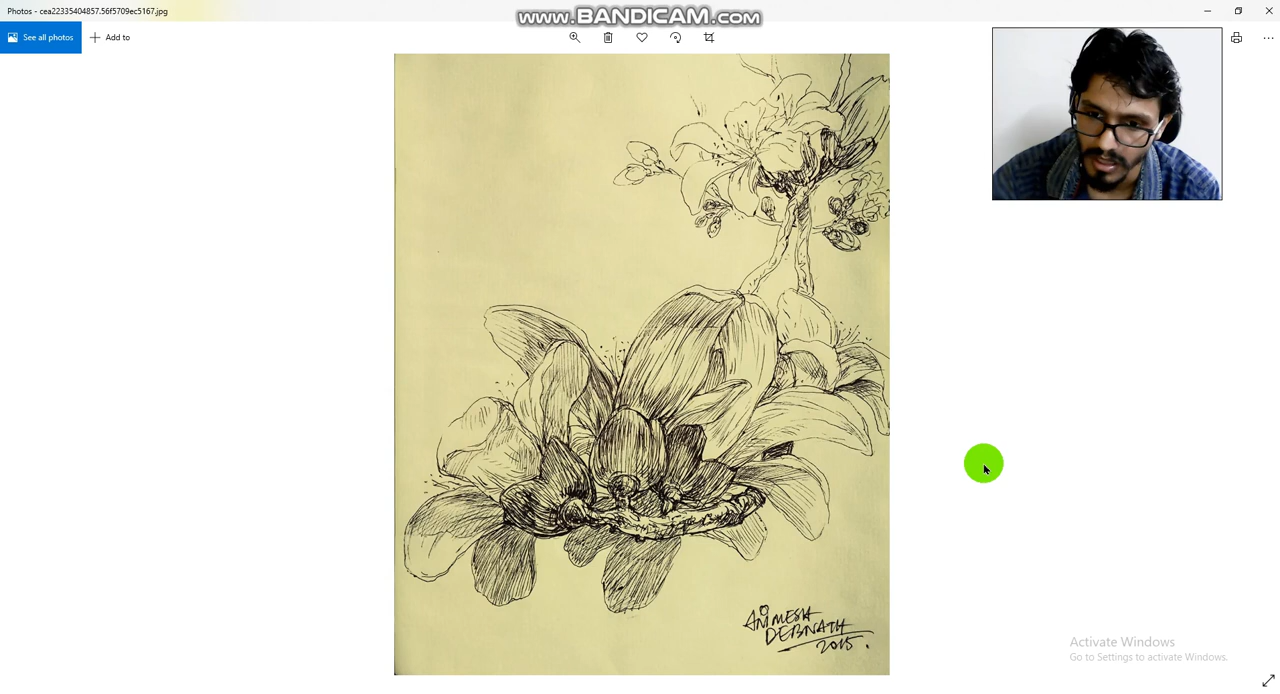 Photos - cea22335404857.56f5709ec5167.jpg
www.BANDICAM.com
See all photos
Add to
ANIMESH
DEBNATH
2015.
Activate Windows
Go to Settings to activate Windows.